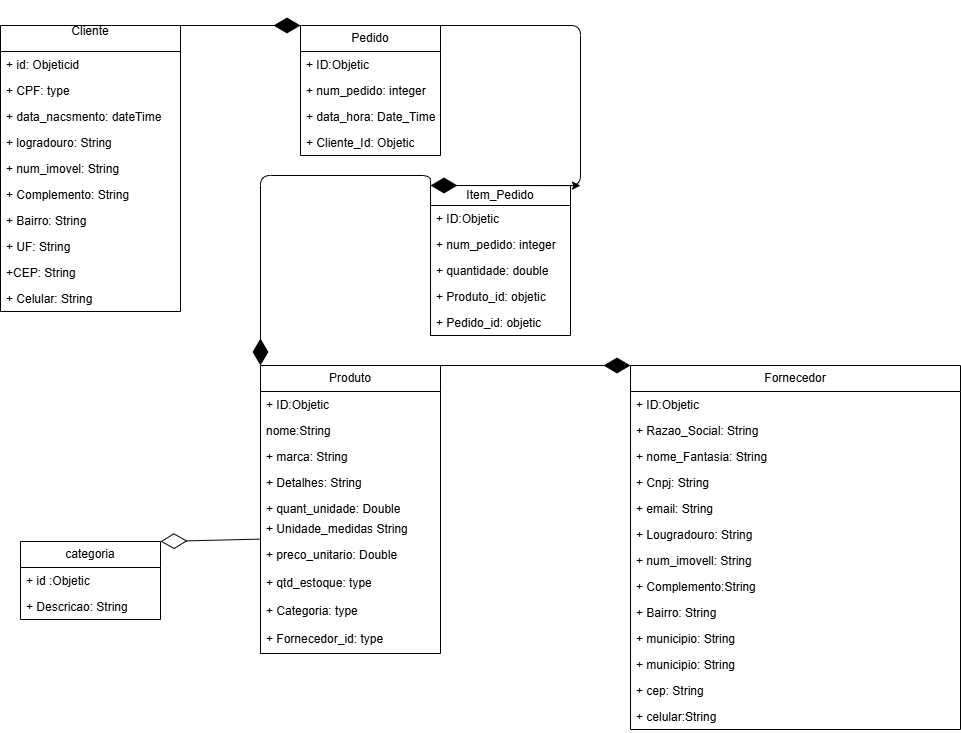 Cliente
+ id: Objeticid
+ CPF: type
+ data_nacsmento: dateTime
+ logradouro: String
+ num_imovel: String
+ Complemento: String
+ Bairro: String
+ UF: String
+CEP: String
+ Celular: String
Pedido
+ ID:Objetic
+ num_pedido: integer
+ data_hora: Date_Time
+ Cliente_Id: Objetic
Item_Pedido
+ ID:Objetic
+ num_pedido: integer
+ quantidade: double
+ Produto_id: objetic
+ Pedido_id: objetic
Produto
+ ID:Objetic
nome:String
+ marca: String
+ Detalhes: String
+ quant_unidade: Double
+ Unidade_medidas String
+ preco_unitario: Double
+ qtd_estoque: type
+ Categoria: type
+ Fornecedor_id: type
Fornecedor
+ ID:Objetic
+ Razao_Social: String
+ nome_Fantasia: String
+ Cnpj: String
+ email: String
+ Lougradouro: String
+ num_imovell: String
+ Complemento:String
+ Bairro: String
+ municipio: String
+ municipio: String
+ cep: String
+ celular:String
categoria
+ id :Objetic
+ Descricao: String